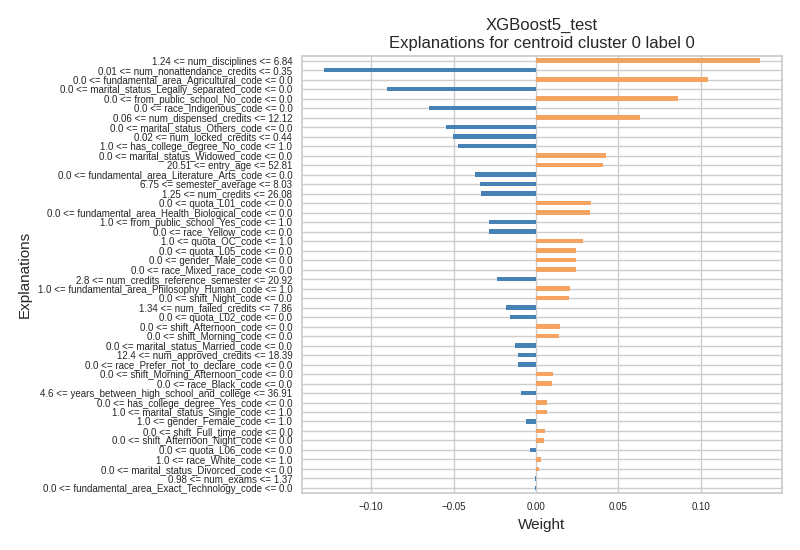 XGBoost5_test
Explanations for centroid cluster 0 label 0
1.24 <= num_disciplines <= 6.84
0.01 <= num_nonattendance_credits <= 0.35
0.0 <= fundamental_area_Agricultural_code <= 0.0
0.0 <= marital_status_Legally_separated_code <= 0.0
0.0 <= from_public_school_No_code <= 0.0
0.0 <= race_Indigenous_code <= 0.0
0.06 <= num_dispensed_credits <= 12.12
0.0 <= marital_status_Others_code <= 0.0
0.02 <= num_locked_credits <= 0.44
1.0 <= has_college_degree_No_code <= 1.0
0.0 <= marital_status_Widowed_code <= 0.0
20.51 <= entry_age <= 52.81
0.0 <= fundamental_area_Literature_Arts_code <= 0.0
6.75 <= semester_average <= 8.03
1.25 <= num_credits <= 26.08
0.0 <= quota_L01_code <= 0.0
0.0 <= fundamental_area_Health_Biological_code <= 0.0
1.0 <= from_public_school_Yes_code <= 1.0
0.0 <= race_Yellow_code <= 0.0
1.0 <= quota_OC_code <= 1.0
0.0 <= quota_L05_code <= 0.0
0.0 <= gender_Male_code <= 0.0
0.0 <= race_Mixed_race_code <= 0.0
2.8 <= num_credits_reference_semester <= 20.92
1.0 <= fundamental_area_Philosophy_Human_code <= 1.0
0.0 <= shift_Night_code <= 0.0
1.34 <= num_failed_credits <= 7.86
0.0 <= quota_L02_code <= 0.0
0.0 <= shift_Afternoon_code <= 0.0
0.0 <= shift_Morning_code <= 0.0
0.0 <= marital_status_Married_code <= 0.0
12.4 <= num_approved_credits <= 18.39
0.0 <= race_Prefer_not_to_declare_code <= 0.0
0.0 <= shift_Morning_Afternoon_code <= 0.0
0.0 <= race_Black_code <= 0.0
4.6 <= years_between_high_school_and_college <= 36.91
0.0 <= has_college_degree_Yes_code <= 0.0
1.0 <= marital_status_Single_code <= 1.0
1.0 <= gender_Female_code <= 1.0
0.0 <= shift_Full_time_code <= 0.0
0.0 <= shift_Afternoon_Night_code <= 0.0
0.0 <= quota_L06_code <= 0.0
1.0 <= race_White_code <= 1.0
0.0 <= marital_status_Divorced_code <= 0.0
0.98 <= num_exams <= 1.37
0.0 <= fundamental_area_Exact_Technology_code <= 0.0
Explanations
−0.10 −0.05 0.00 0.05 0.10
Weight